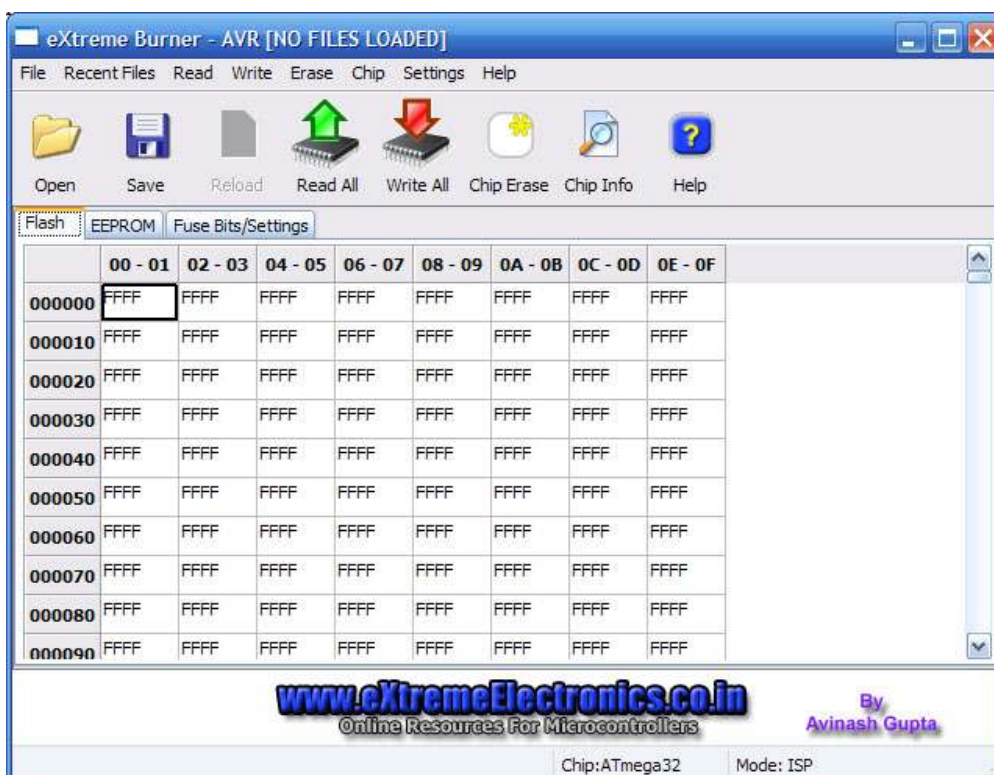 eXtreme Burner - AVR [NO FILES LOADED]
File Recent Files Read Write Erase Chip Settings Help
Open Save Reload Read All Write All Chip Erase Chip Info Help
Flash EEPROM Fuse Bits/Settings
00 - 01 02 - 03 04 - 05 06 - 07 08 - 09 0A - 0B 0C - 0D 0E - 0F
000000 FFFF FFFF FFFF FFFF FFFF FFFF FFFF FFFF
000010 FFFF FFFF FFFF FFFF FFFF FFFF FFFF FFFF
000020 FFFF FFFF FFFF FFFF FFFF FFFF FFFF FFFF
000030 FFFF FFFF FFFF FFFF FFFF FFFF FFFF FFFF
000040 FFFF FFFF FFFF FFFF FFFF FFFF FFFF FFFF
000050 FFFF FFFF FFFF FFFF FFFF FFFF FFFF FFFF
000060 FFFF FFFF FFFF FFFF FFFF FFFF FFFF FFFF
000070 FFFF FFFF FFFF FFFF FFFF FFFF FFFF FFFF
000080 FFFF FFFF FFFF FFFF FFFF FFFF FFFF FFFF
000090 FFFF FFFF FFFF FFFF FFFF FFFF FFFF FFFF
www.eXtremeElectronics.co.in
Online Resources For Microcontrollers
By
Avinash Gupta
Chip:ATmega32 Mode: ISP